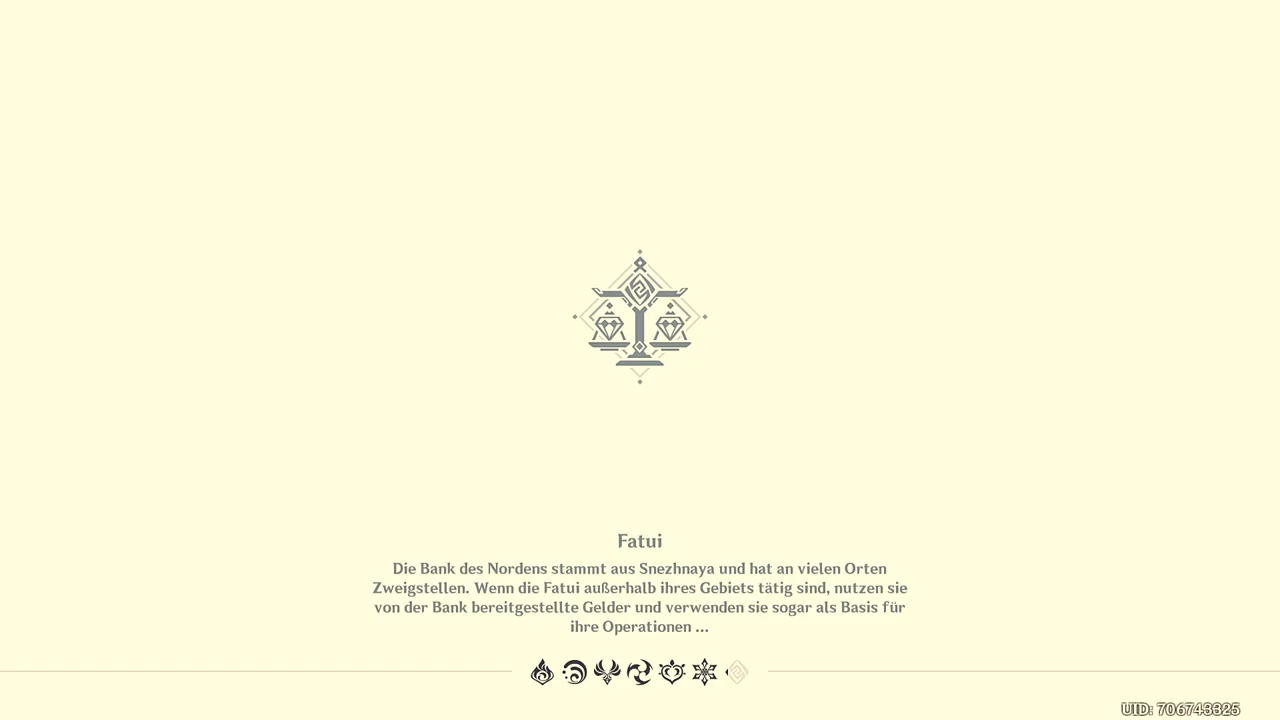 Fatui
Die Bank des Nordens stammt aus Snezhnaya und hat an vielen Orten
Zweigstellen. Wenn die Fatui außerhalb ihres Gebiets tätig sind, nutzen sie
von der Bank bereitgestellte Gelder und verwenden sie sogar als Basis für
ihre Operationen ...
UID: 706743325